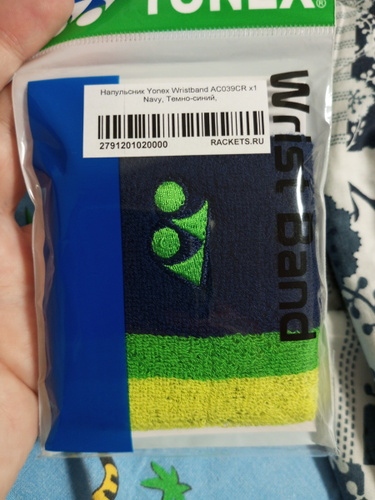 YONEX®
Напульсник Yonex Wristband AC039CR x1
Navy, Темно-синий,
2791201020000 RACKETS.RU
Wrist Band